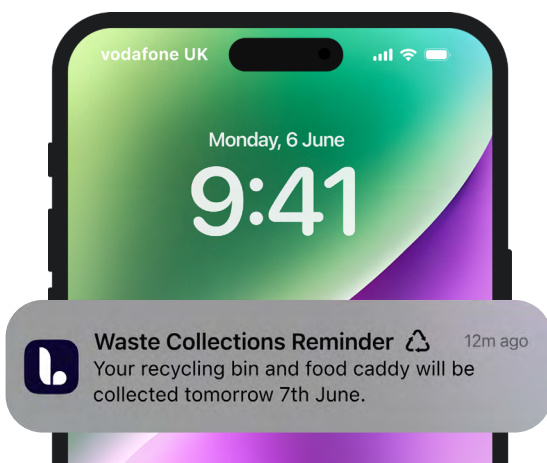 vodafone UK
Monday, 6 June
9:41
Waste Collections Reminder 12m ago
Your recycling bin and food caddy will be
collected tomorrow 7th June.